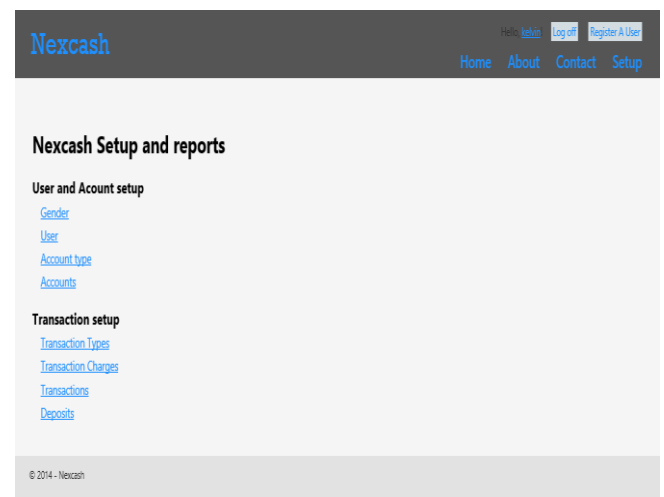 Nexcash
Hello, kelvin! Log off Register A User
Home About Contact Setup
Nexcash Setup and reports
User and Acount setup
Gender
User
Account type
Accounts
Transaction setup
Transaction Types
Transaction Charges
Transactions
Deposits
© 2014 - Nexcash